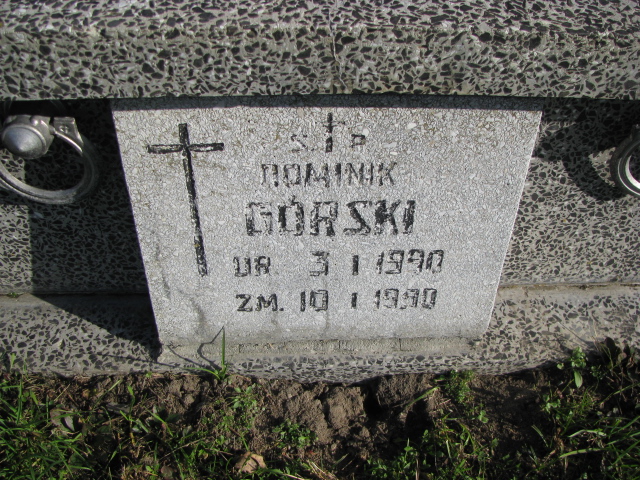 Ś. P.
DOMINIK
GÓRSKI
UR 3 I 1990
ZM. 10 I 1990